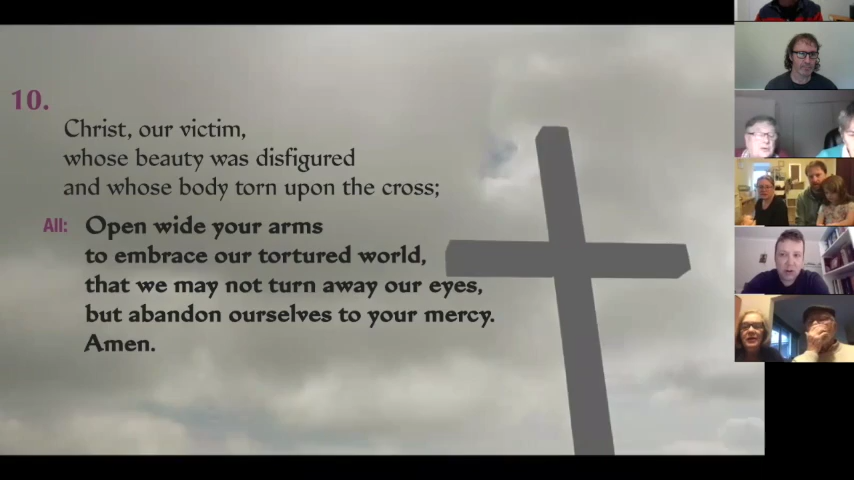 10.
Christ, our victim,
whose beauty was disfigured
and whose body torn upon the cross;
All: Open wide your arms
to embrace our tortured world,
that we may not turn away our eyes,
but abandon ourselves to your mercy.
Amen.